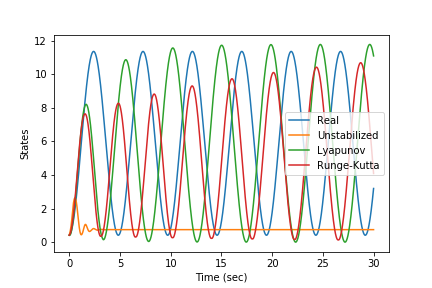 12
10
8
6
4
2
0
States
Real
Unstabilized
Lyapunov
Runge-Kutta
0 5 10 15 20 25 30
Time (sec)